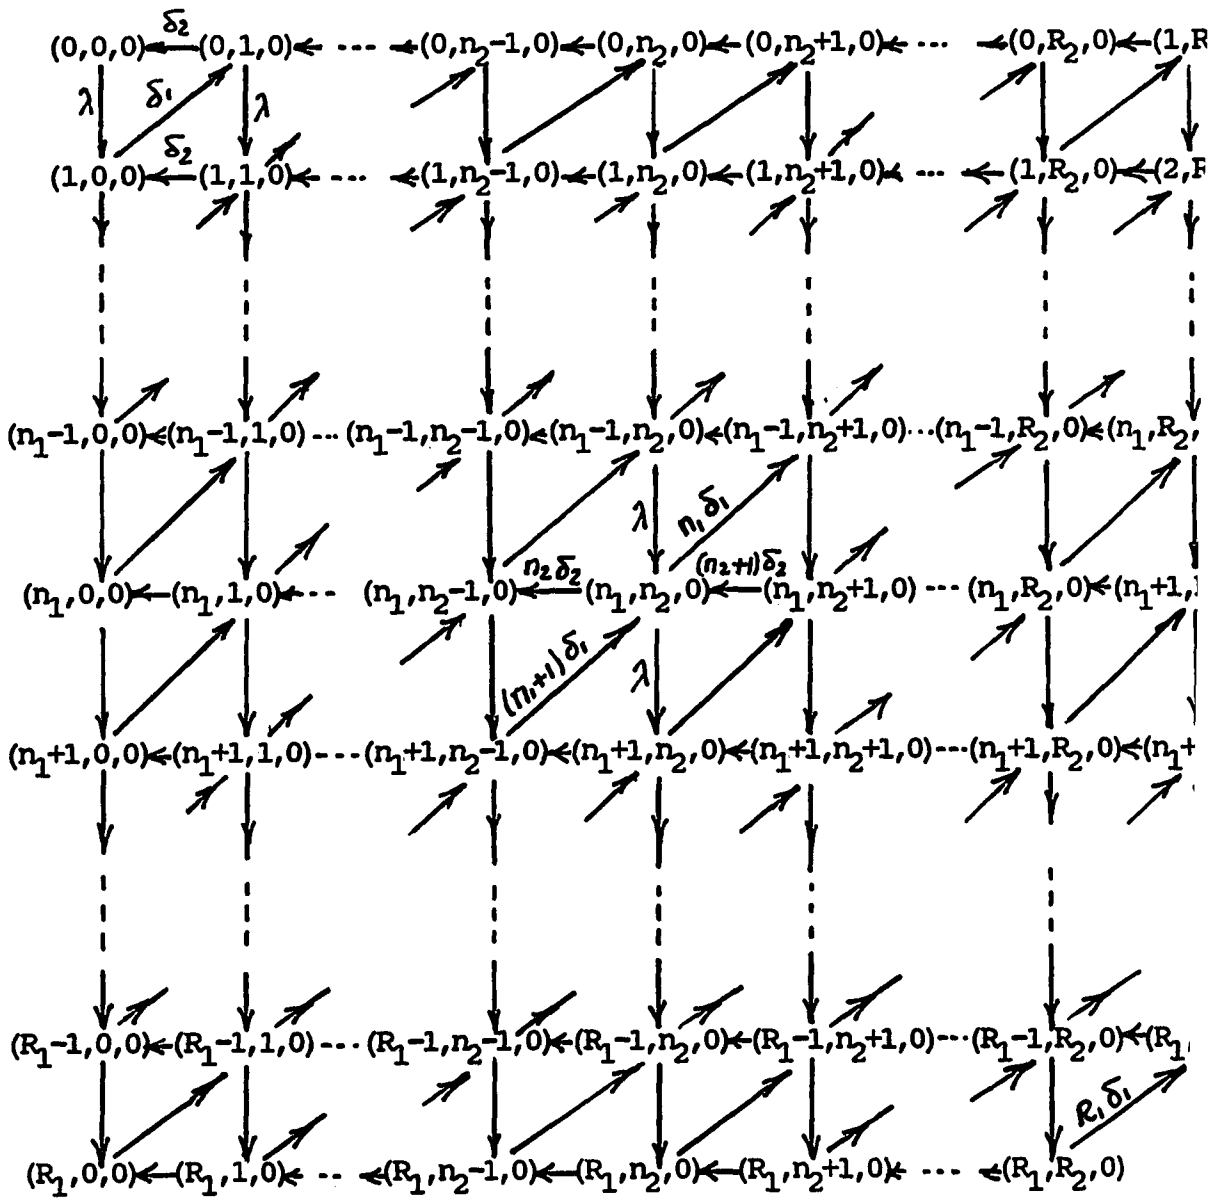 δ₂
(0,0,0) (0,1,0) --- (0,n₂-1,0) (0,n₂,0) (0,n₂+1,0) --- (0,R₂,0) (1,R
λ δ₁ λ
δ₂
(1,0,0) (1,1,0) ---- (1,n₂-1,0) (1,n₂,0) (1,n₂+1,0) --- (1,R₂,0) (2,R
(n₁-1,0,0) (n₁-1,1,0) --- (n₁-1,n₂-1,0) (n₁-1,n₂,0) (n₁-1,n₂+1,0) --- (n₁-1,R₂,0) (n₁,R₂,
λ n₁δ₁
n₂δ₂ (n₂+1)δ₂
(n₁,0,0) (n₁,1,0) ---- (n₁,n₂-1,0) (n₁,n₂,0) (n₁,n₂+1,0) --- (n₁,R₂,0) (n₁+1,
(n₁+1)δ₁ λ
(n₁+1,0,0) (n₁+1,1,0) ---- (n₁+1,n₂-1,0) (n₁+1,n₂,0) (n₁+1,n₂+1,0) --- (n₁+1,R₂,0) (n₁+
(R₁-1,0,0) (R₁-1,1,0) --- (R₁-1,n₂-1,0) (R₁-1,n₂,0) (R₁-1,n₂+1,0) --- (R₁-1,R₂,0) (R₁
R₁δ₁
(R₁,0,0) (R₁,1,0) --- (R₁,n₂-1,0) (R₁,n₂,0) (R₁,n₂+1,0) --- (R₁,R₂,0)